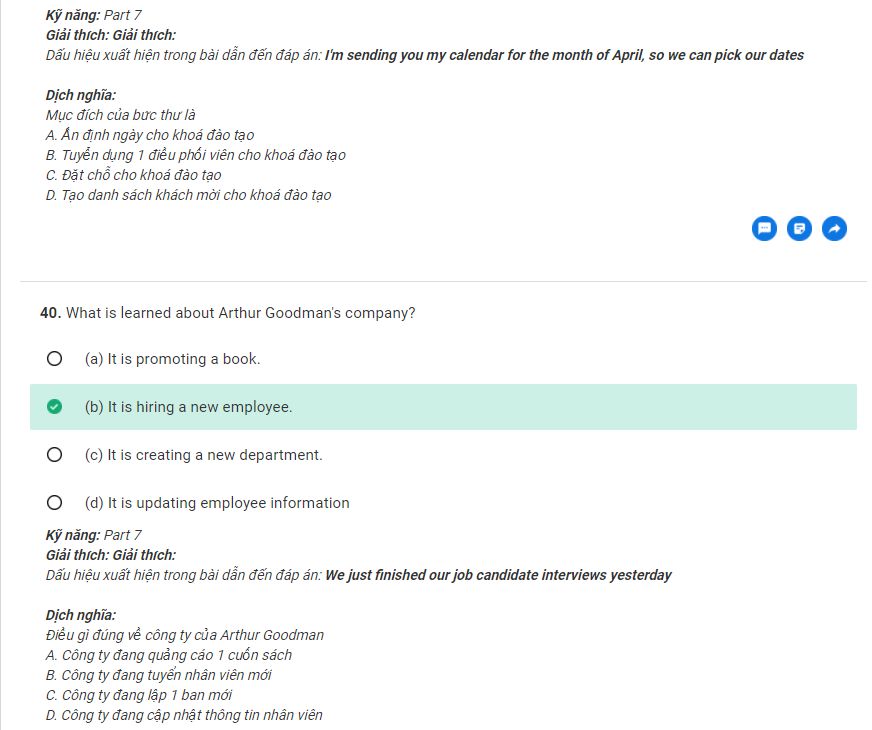 Kỹ năng: Part 7
Giải thích: Giải thích:
Dấu hiệu xuất hiện trong bài dẫn đến đáp án: I'm sending you my calendar for the month of April, so we can pick our dates
Dịch nghĩa:
Mục đích của bức thư là
A. Ấn định ngày cho khoá đào tạo
B. Tuyển dụng 1 điều phối viên cho khoá đào tạo
C. Đặt chỗ cho khoá đào tạo
D. Tạo danh sách khách mời cho khoá đào tạo
40. What is learned about Arthur Goodman's company?
(a) It is promoting a book.
(b) It is hiring a new employee.
(c) It is creating a new department.
(d) It is updating employee information
Kỹ năng: Part 7
Giải thích: Giải thích:
Dấu hiệu xuất hiện trong bài dẫn đến đáp án: We just finished our job candidate interviews yesterday
Dịch nghĩa:
Điều gì đúng về công ty của Arthur Goodman
A. Công ty đang quảng cáo 1 cuốn sách
B. Công ty đang tuyển nhân viên mới
C. Công ty đang lập 1 ban mới
D. Công ty đang cập nhật thông tin nhân viên